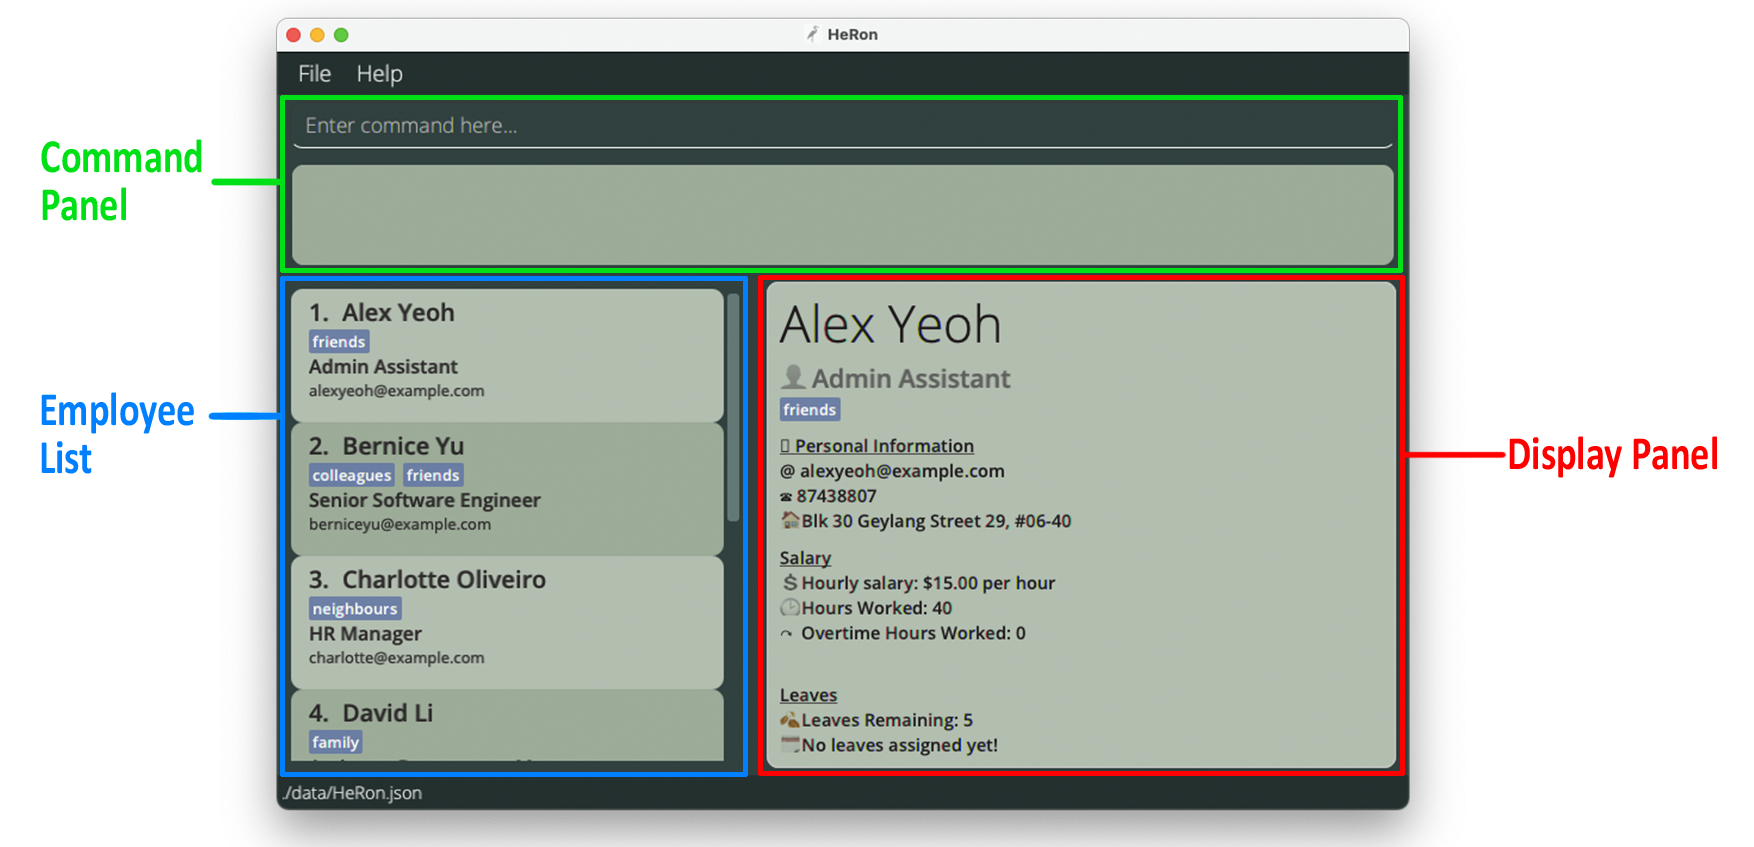 HeRon
File Help
Enter command here...
Command
Panel
1. Alex Yeoh
friends
Admin Assistant
alexyeoh@example.com
2. Bernice Yu
colleagues friends
Senior Software Engineer
berniceyu@example.com
3. Charlotte Oliveiro
neighbours
HR Manager
charlotte@example.com
4. David Li
family
Employee
List
Alex Yeoh
Admin Assistant
friends
Personal Information
@ alexyeoh@example.com
☎ 87438807
Blk 30 Geylang Street 29, #06-40
Salary
$ Hourly salary: $15.00 per hour
Hours Worked: 40
Overtime Hours Worked: 0
Leaves
Leaves Remaining: 5
No leaves assigned yet!
Display Panel
./data/HeRon.json